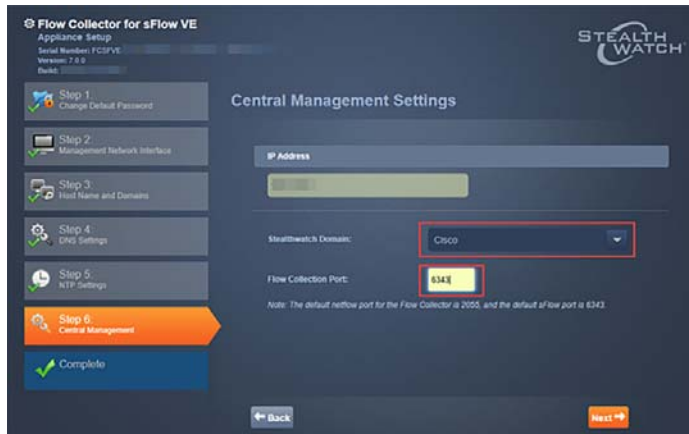 Flow Collector for sFlow VE
Appliance Setup
Serial Number: FCSFVE
Version: 7.0.0
Build:
STEALTH
WATCH
Step 1:
Change Default Password
Step 2:
Management Network Interface
Step 3:
Host Name and Domains
Step 4:
DNS Settings
Step 5:
NTP Settings
Step 6:
Central Management
Complete
Central Management Settings
IP Address
Stealthwatch Domain:
Cisco
Flow Collection Port:
6343
Note: The default netflow port for the Flow Collector is 2055, and the default sFlow port is 6343.
Back
Next